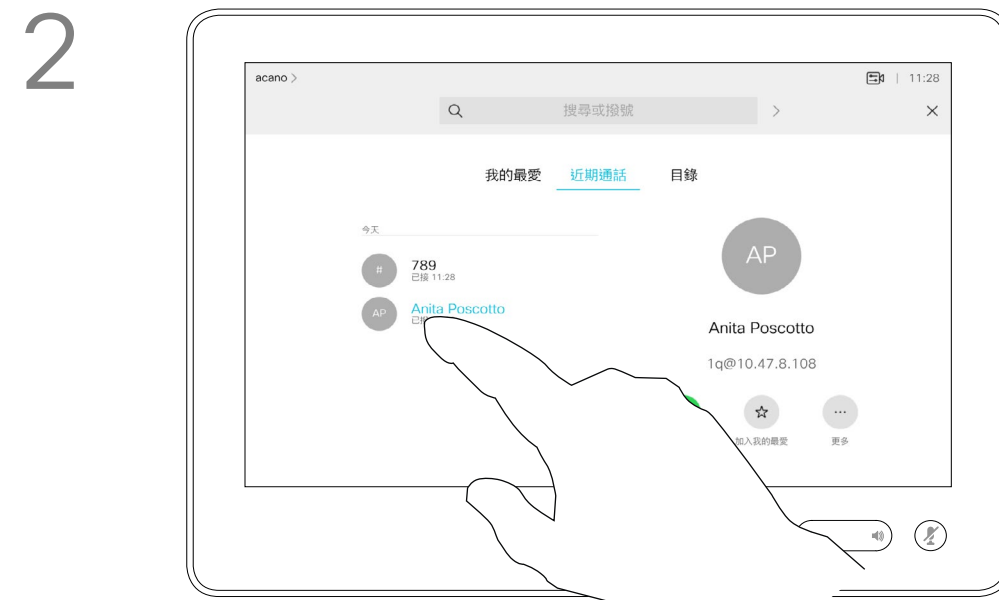 2
acano >
11:28
搜尋或撥號
我的最愛 近期通話 目錄
今天
#
789
已接 11:28
AP
Anita Poscotto
AP
Anita Poscotto
1q@10.47.8.108
加入我的最愛
更多